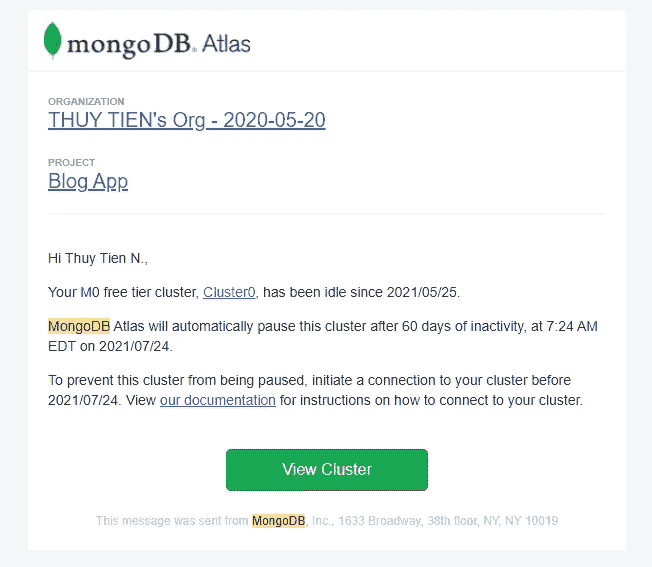 mongoDB® Atlas
ORGANIZATION
THUY TIEN's Org - 2020-05-20
PROJECT
Blog App
Hi Thuy Tien N.,
Your M0 free tier cluster, Cluster0, has been idle since 2021/05/25.
MongoDB Atlas will automatically pause this cluster after 60 days of inactivity, at 7:24 AM
EDT on 2021/07/24.
To prevent this cluster from being paused, initiate a connection to your cluster before
2021/07/24. View our documentation for instructions on how to connect to your cluster.
View Cluster
This message was sent from MongoDB, Inc., 1633 Broadway, 38th floor, NY, NY 10019